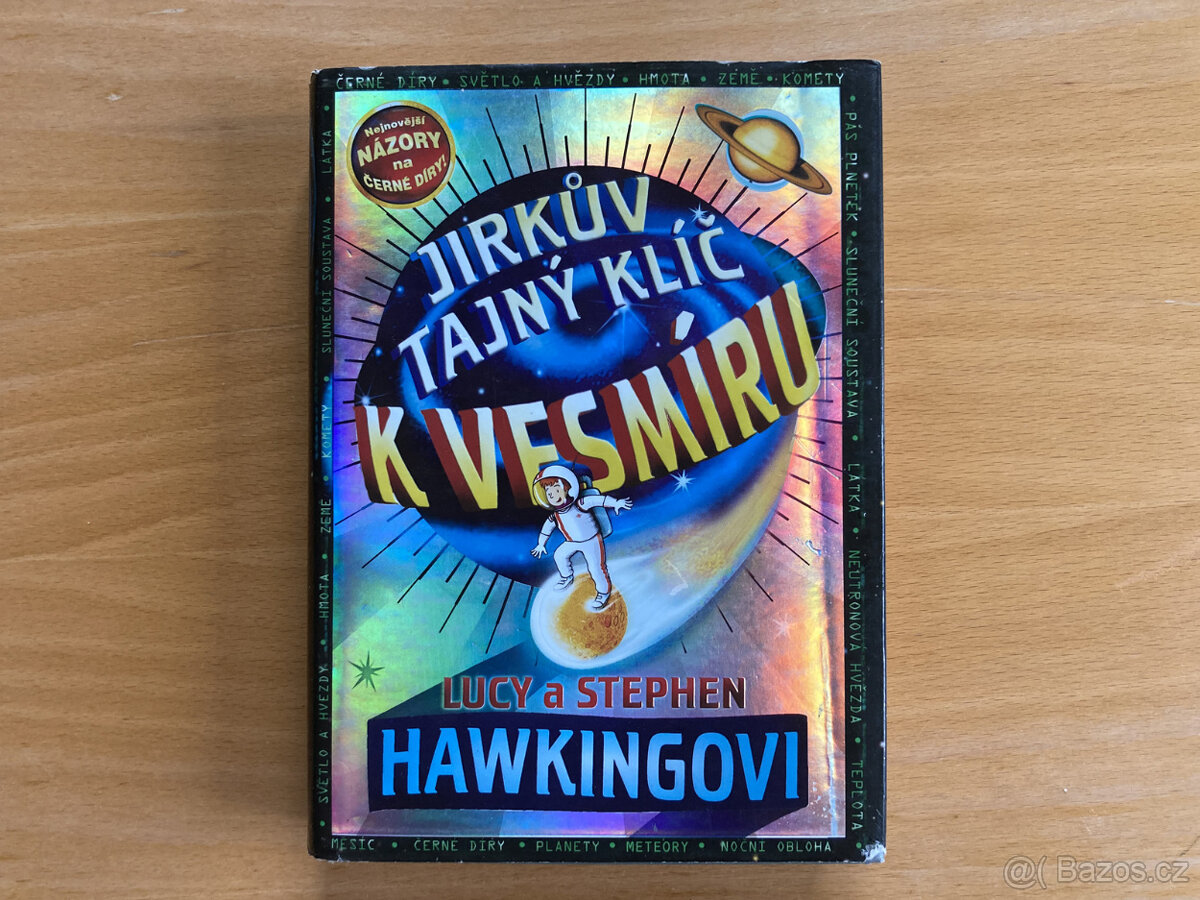 ČERNÉ DÍRY • SVĚTLO A HVĚZDY • HMOTA • ZEMĚ • KOMETY
• PÁS PLNETEK • SLUNEČNÍ SOUSTAVA • LÁTKA • NEUTRONOVÁ HVĚZDA • TEPLOTA
SVĚTLO A HVĚZDY • HMOTA • ZEMĚ • KOMETY • SLUNEČNÍ SOUSTAVA • LÁTKA •
Nejnovější
NÁZORY
na
ČERNÉ DÍRY!
JIRKŮV
TAJNÝ KLÍČ
K VESMÍRU
LUCY a STEPHEN
HAWKINGOVI
MĚSÍC • ČERNÉ DÍRY • PLANETY • METEORY • NOČNÍ OBLOHA •
@( Bazos.cz